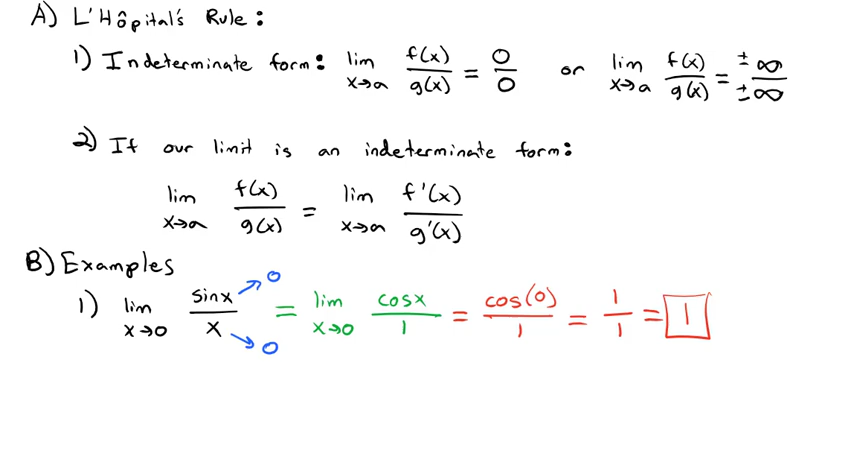 A) L'Hôpital's Rule:
1) Indeterminate form: lim x→a f(x)/g(x) = 0/0 or lim x→a f(x)/g(x) = ±∞/±∞
2) If our limit is an indeterminate form:
lim x→a f(x)/g(x) = lim x→a f'(x)/g'(x)
B) Examples
1) lim x→0 sinx/x →0 →0 = lim x→0 cosx/1 = cos(0)/1 = 1/1 = 1